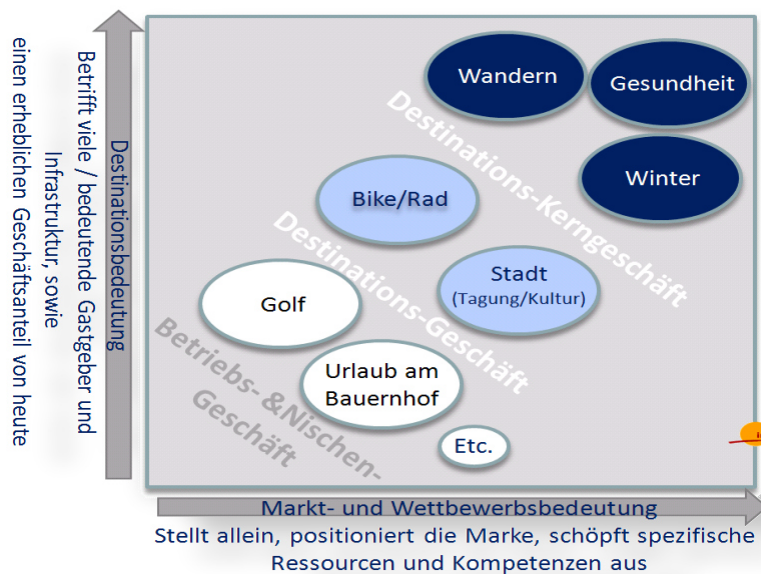 Destinationsbedeutung
Betrifft viele / bedeutende Gastgeber und
Infrastruktur, sowie
einen erheblichen Geschäftsanteil von heute
Wandern
Gesundheit
Winter
Destinations-Kerngeschäft
Bike/Rad
Stadt
(Tagung/Kultur)
Destinations-Geschäft
Golf
Urlaub am
Bauernhof
Betriebs- &Nischen-
Geschäft
Etc.
Markt- und Wettbewerbsbedeutung
Stellt allein, positioniert die Marke, schöpft spezifische
Ressourcen und Kompetenzen aus